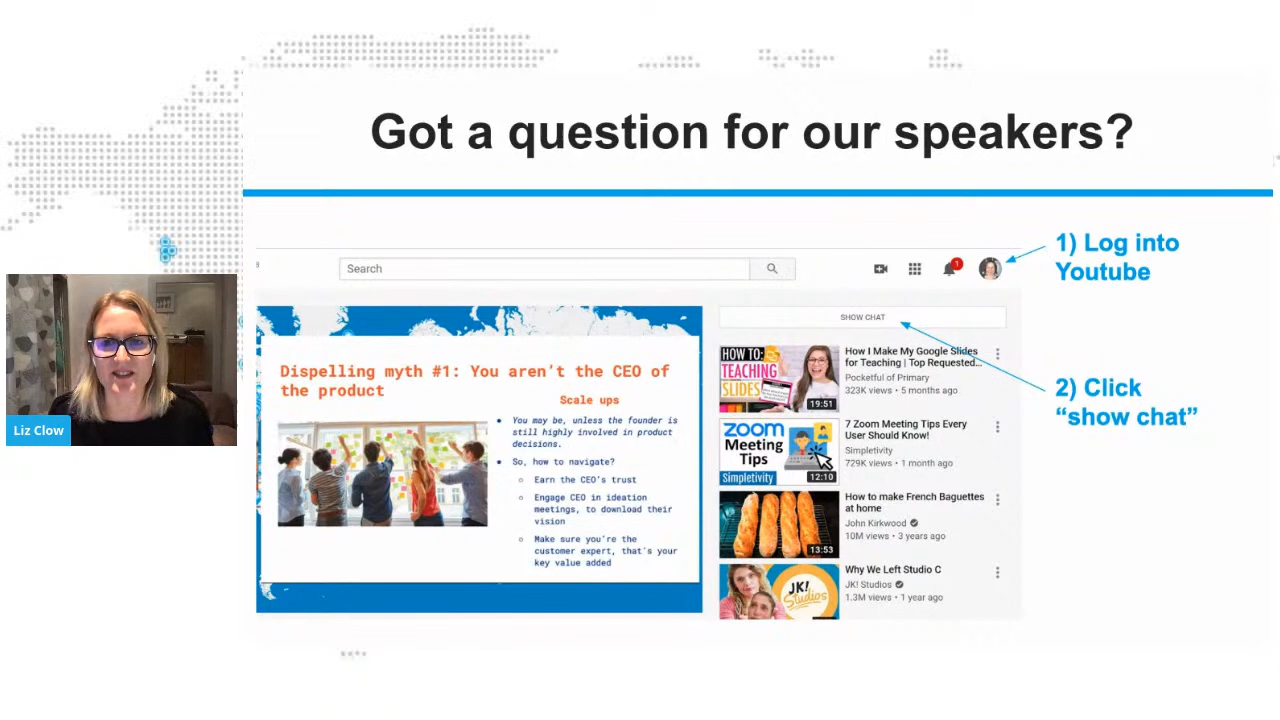 Got a question for our speakers?
1) Log into
Youtube
Search
1
SHOW CHAT
2) Click
“show chat”
Liz Clow
Dispelling myth #1: You aren’t the CEO of
the product
Scale ups
You may be, unless the founder is
still highly involved in product
decisions.
So, how to navigate?
Earn the CEO’s trust
Engage CEO in ideation
meetings, to download their
vision
Make sure you’re the
customer expert, that’s your
key value added
HOW TO:
TEACHING
SLIDES
19:51
How I Make My Google Slides
for Teaching | Top Requested...
Pocketful of Primary
323K views • 5 months ago
zoom
Meeting
Tips
Simpletivity
12:10
7 Zoom Meeting Tips Every
User Should Know!
Simpletivity
729K views • 1 month ago
13:53
How to make French Baguettes
at home
John Kirkwood
10M views • 3 years ago
JK!
Studios
Why We Left Studio C
JK! Studios
1.3M views • 1 year ago